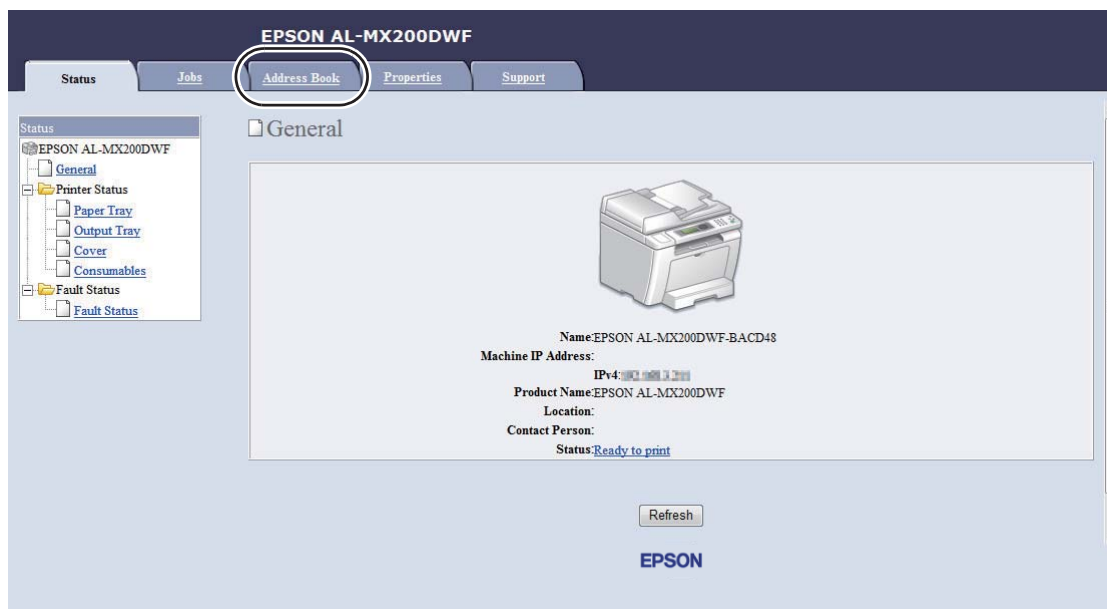 EPSON AL-MX200DWF
Status Jobs Address Book Properties Support
Status
EPSON AL-MX200DWF
General
Printer Status
Paper Tray
Output Tray
Cover
Consumables
Fault Status
Fault Status
General
Name:EPSON AL-MX200DWF-BACD48
Machine IP Address:
IPv4:
Product Name:EPSON AL-MX200DWF
Location:
Contact Person:
Status:Ready to print
Refresh
EPSON